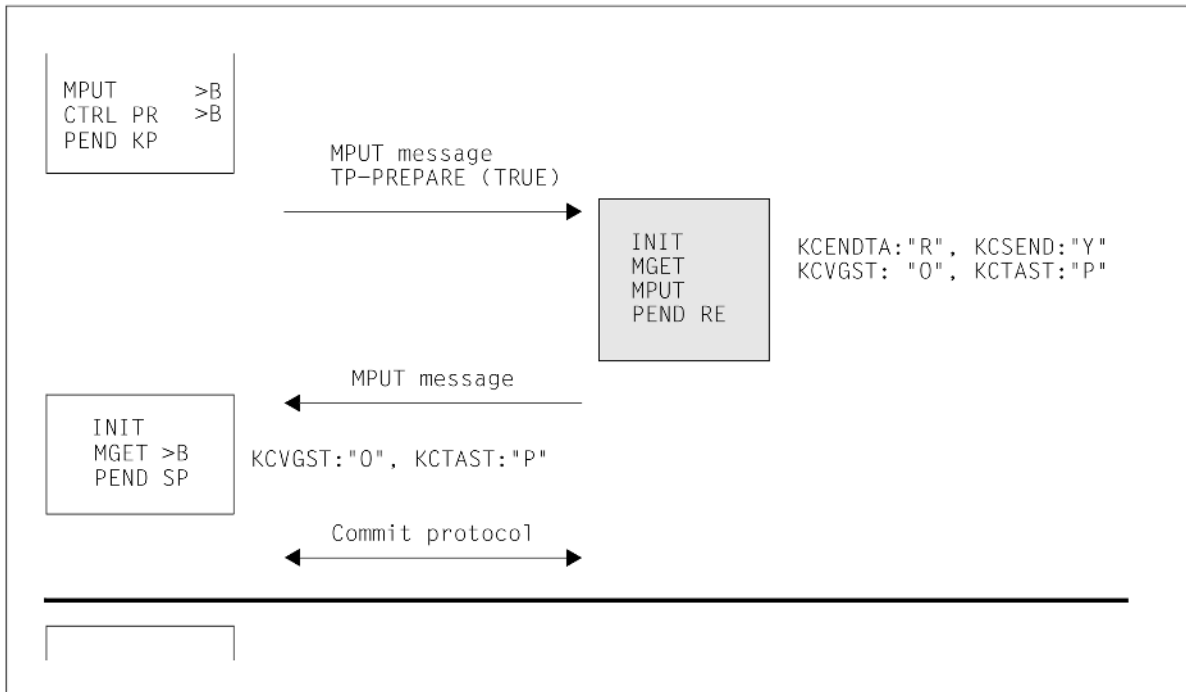 MPUT >B
CTRL PR >B
PEND KP
MPUT message
TP-PREPARE (TRUE)
INIT
MGET
MPUT
PEND RE
KCENDTA:"R", KCSEND:"Y"
KCVGST: "O", KCTAST:"P"
MPUT message
INIT
MGET >B
PEND SP
KCVGST:"O", KCTAST:"P"
Commit protocol